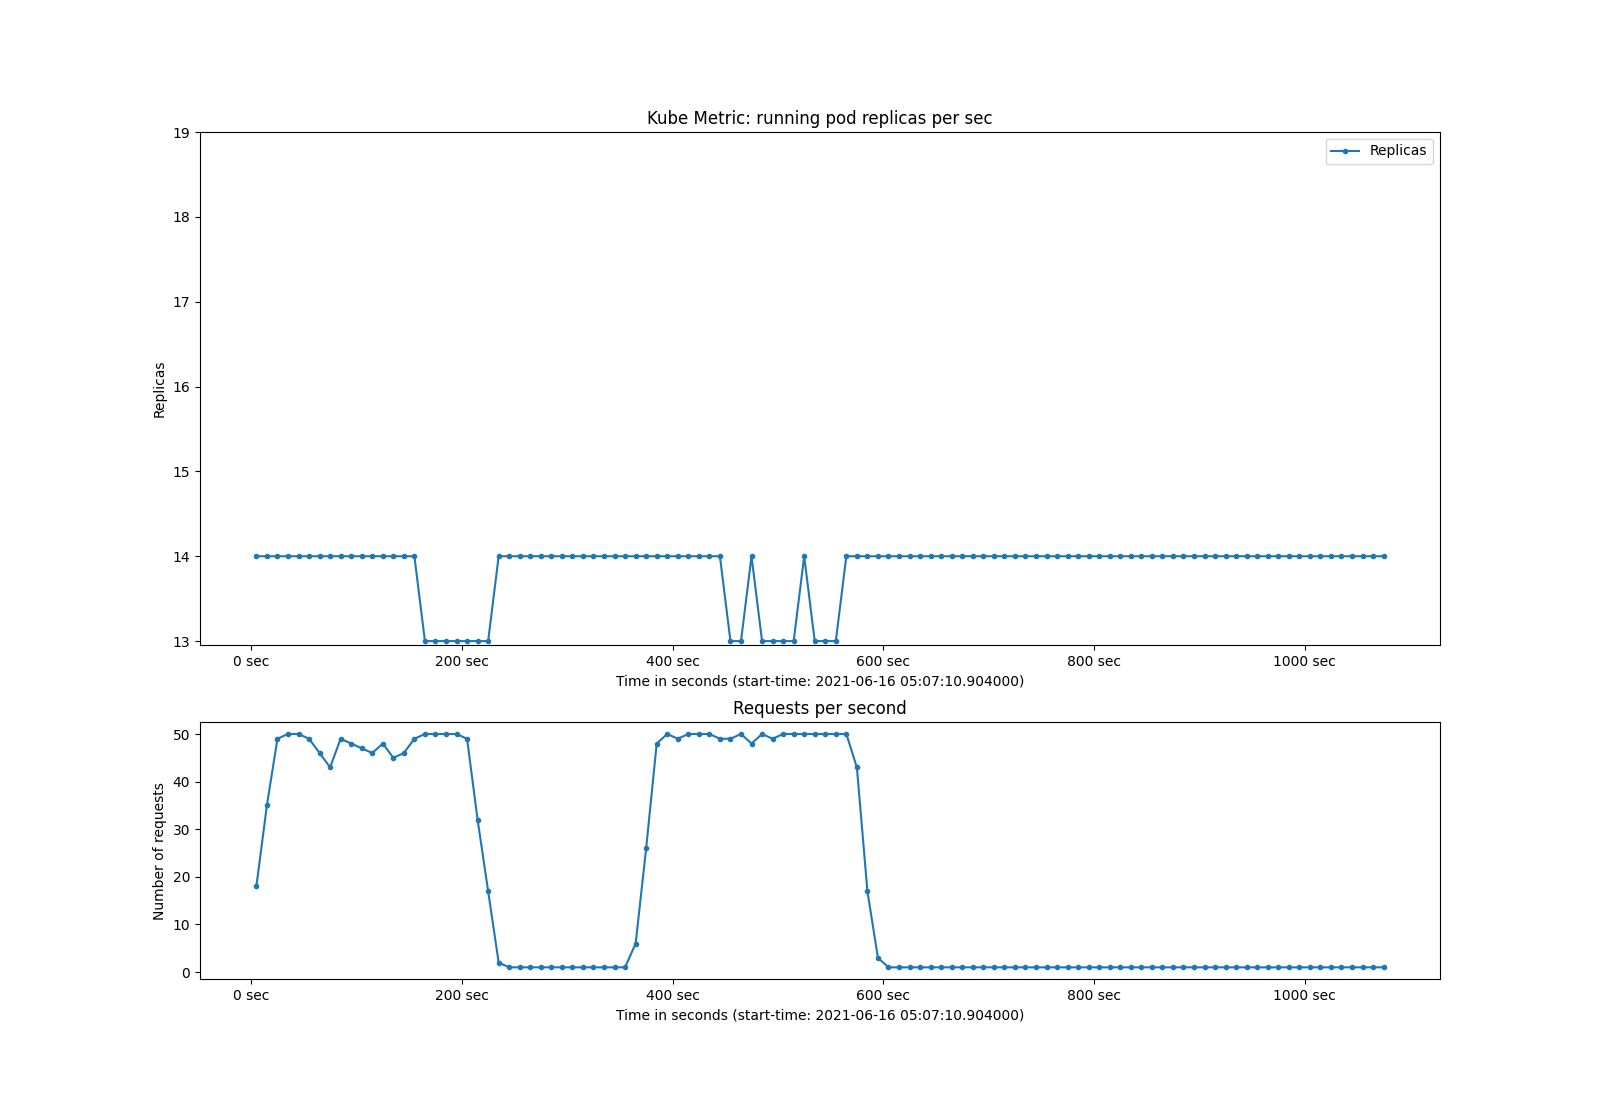 Kube Metric: running pod replicas per sec
19
18
17
16
15
14
13
Replicas
Replicas
0 sec 200 sec 400 sec 600 sec 800 sec 1000 sec
Time in seconds (start-time: 2021-06-16 05:07:10.904000)
Requests per second
50
40
30
20
10
0
Number of requests
0 sec 200 sec 400 sec 600 sec 800 sec 1000 sec
Time in seconds (start-time: 2021-06-16 05:07:10.904000)